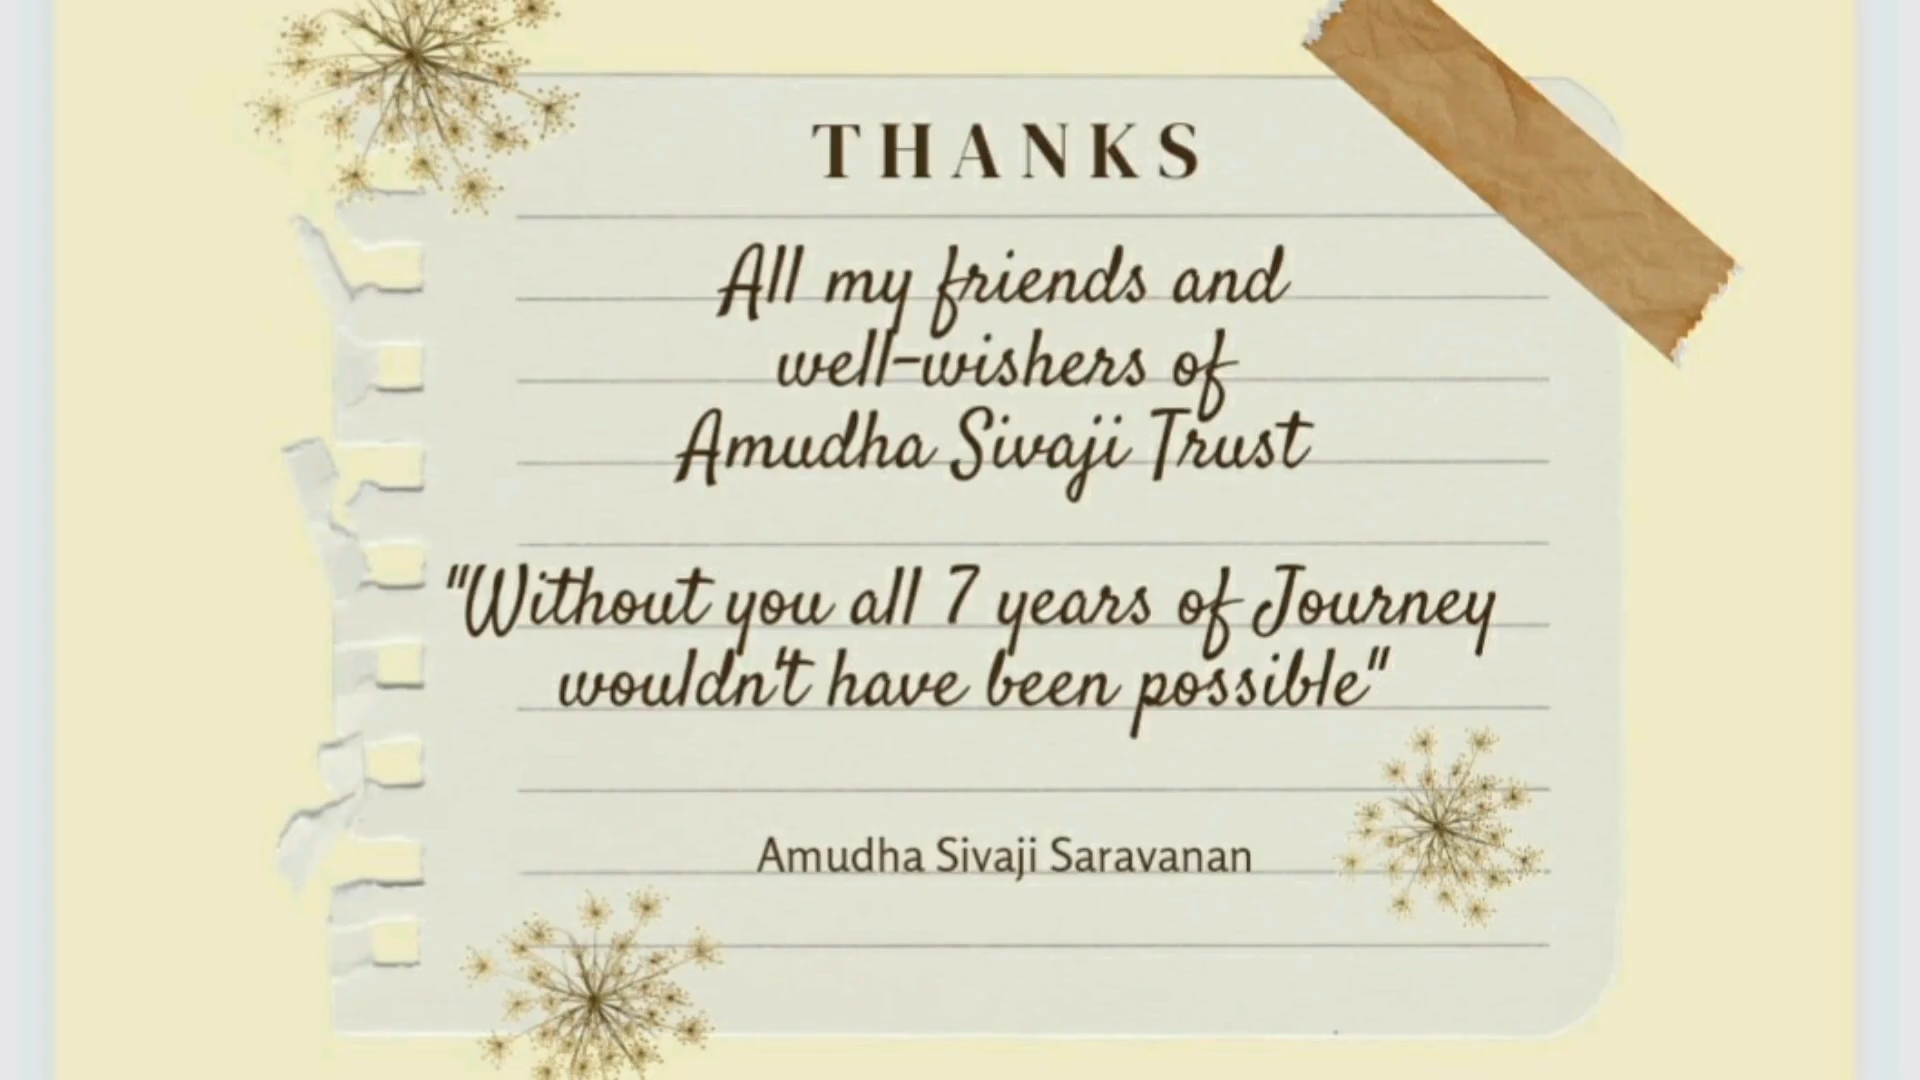 THANKS
All my friends and
well-wishers of
Amudha Sivaji Trust
"Without you all 7 years of Journey
wouldn't have been possible"
Amudha Sivaji Saravanan